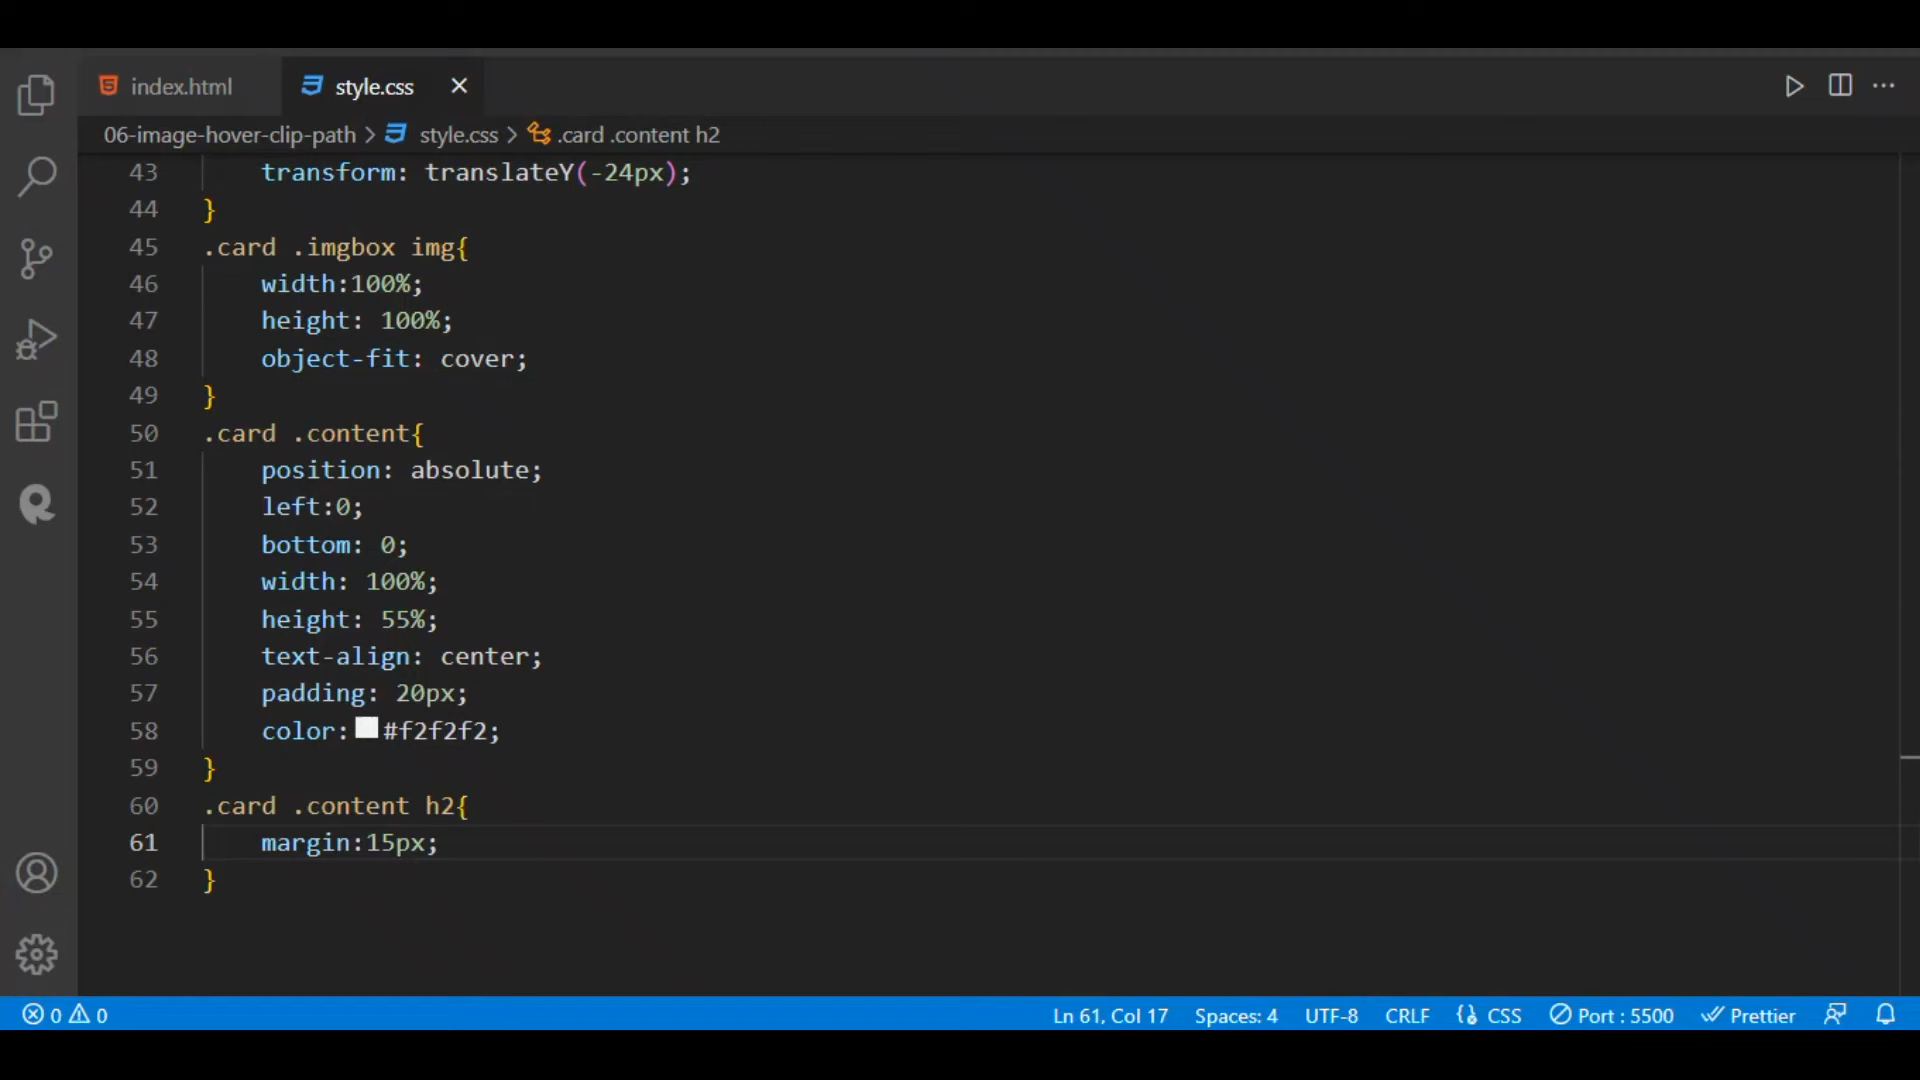 index.html style.css
06-image-hover-clip-path > style.css > .card .content h2
43 transform: translateY(-24px);
44 }
45 .card .imgbox img{
46 width:100%;
47 height: 100%;
48 object-fit: cover;
49 }
50 .card .content{
51 position: absolute;
52 left:0;
53 bottom: 0;
54 width: 100%;
55 height: 55%;
56 text-align: center;
57 padding: 20px;
58 color: #f2f2f2;
59 }
60 .card .content h2{
61 margin:15px;
62 }
0 0 Ln 61, Col 17 Spaces: 4 UTF-8 CRLF CSS Port : 5500 Prettier